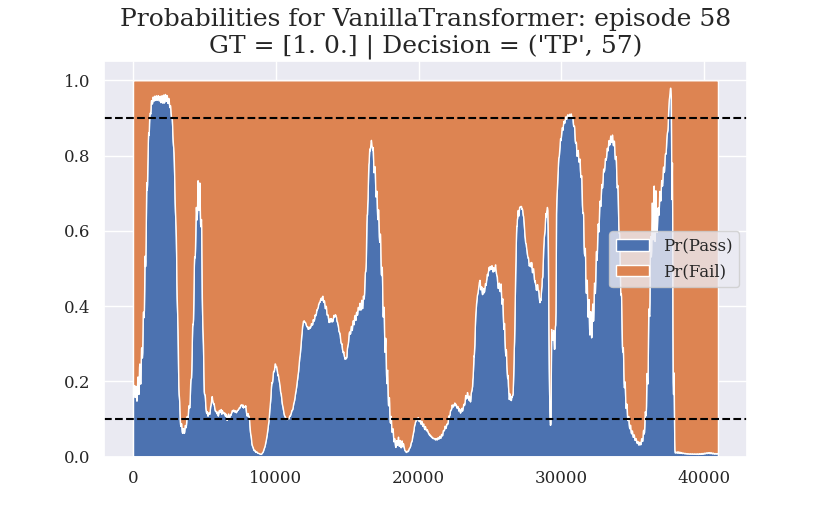 Probabilities for VanillaTransformer: episode 58
GT = [1. 0.] | Decision = ('TP', 57)
1.0
0.8
0.6
0.4
0.2
0.0
Pr(Pass)
Pr(Fail)
0
10000
20000
30000
40000